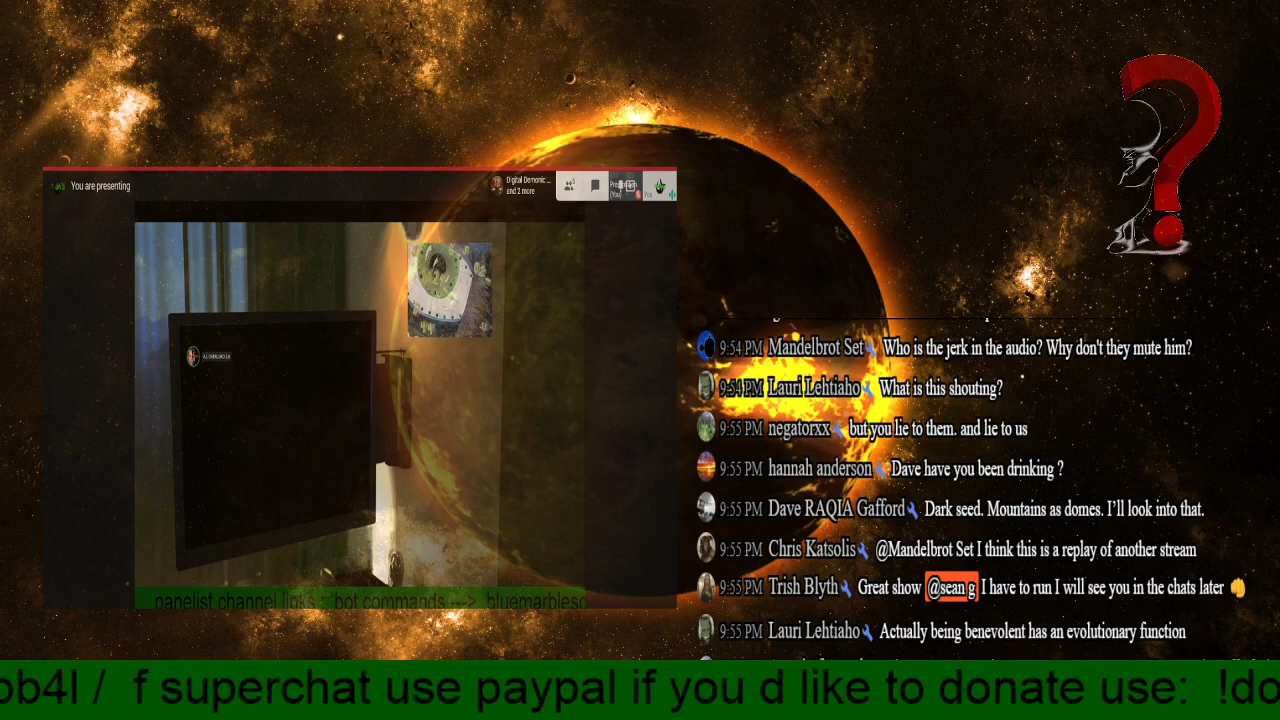 You are presenting
Digital Demonic ...
and 2 more
You
panelist channel links : bot commands ---> bluemarblesc
9:54 PM Mandelbrot Set Who is the jerk in the audio? Why don't they mute him?
9:54 PM Lauri Lehtiaho What is this shouting?
9:55 PM negatorxx but you lie to them. and lie to us
9:55 PM hannah anderson Dave have you been drinking ?
9:55 PM Dave RAQIA Gafford Dark seed. Mountains as domes. I'll look into that.
9:55 PM Chris Katsolis @Mandelbrot Set I think this is a replay of another stream
9:55 PM Trish Blyth Great show @sean g I have to run I will see you in the chats later
9:55 PM Lauri Lehtiaho Actually being benevolent has an evolutionary function
ob4l / f superchat use paypal if you d like to donate use: !do